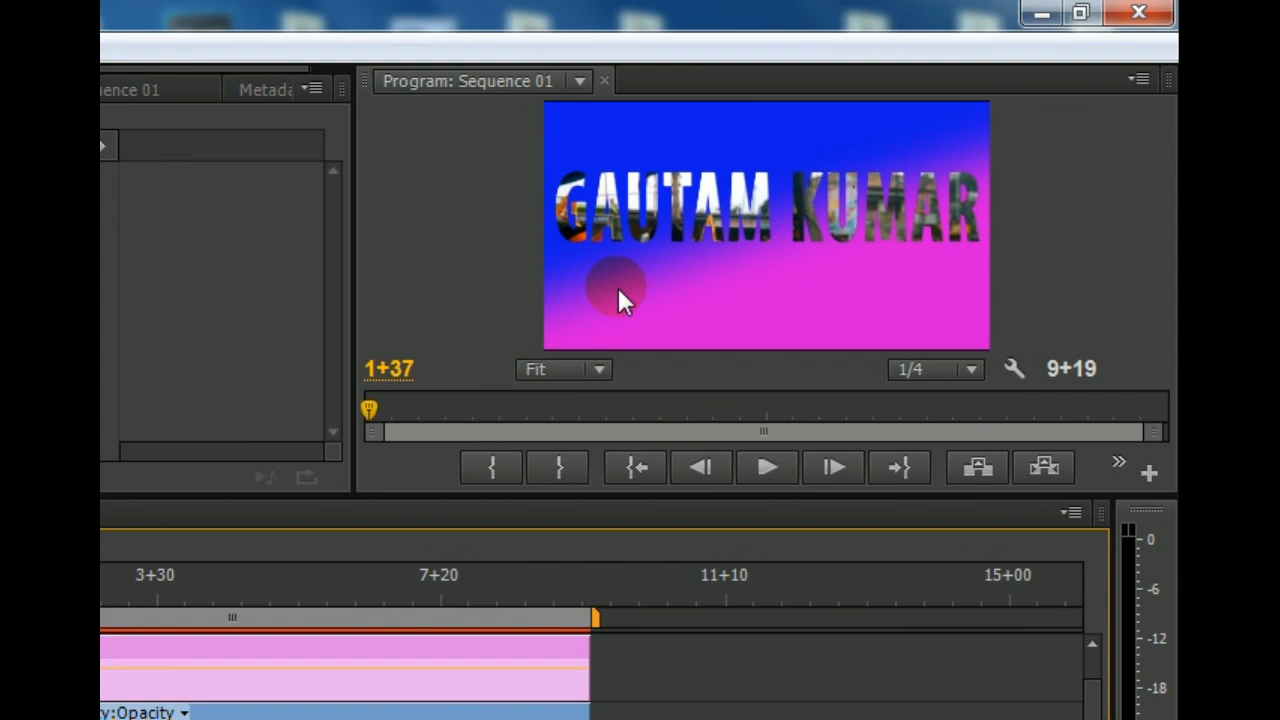 ence 01
Metada
Program: Sequence 01
GAUTAM KUMAR
1+37
Fit
1/4
9+19
3+30
7+20
11+10
15+00
0
-6
-12
-18
y:Opacity